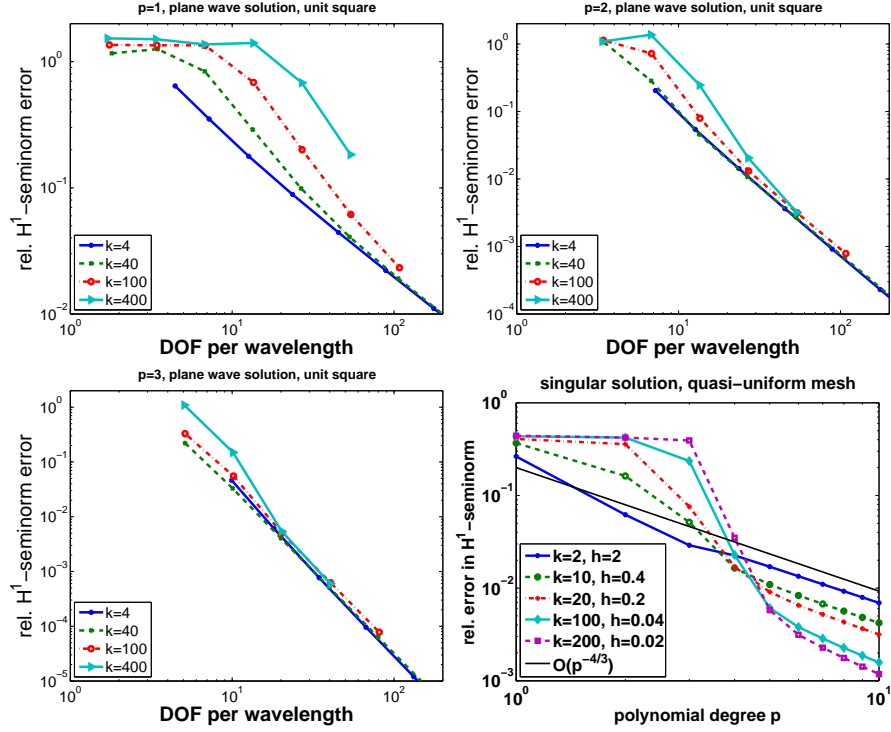 p=1, plane wave solution, unit square
rel. H^1−seminorm error
10^0
10^−1
10^−2
k=4
k=40
k=100
k=400
10^0
10^1
10^2
DOF per wavelength
p=2, plane wave solution, unit square
rel. H^1−seminorm error
10^0
10^−1
10^−2
10^−3
10^−4
k=4
k=40
k=100
k=400
10^0
10^1
10^2
DOF per wavelength
p=3, plane wave solution, unit square
rel. H^1−seminorm error
10^0
10^−1
10^−2
10^−3
10^−4
10^−5
k=4
k=40
k=100
k=400
10^0
10^1
10^2
DOF per wavelength
singular solution, quasi−uniform mesh
rel. error in H^1−seminorm
10^0
10^−1
10^−2
10^−3
k=2, h=2
k=10, h=0.4
k=20, h=0.2
k=100, h=0.04
k=200, h=0.02
O(p^−4/3)
10^0
10^1
polynomial degree p